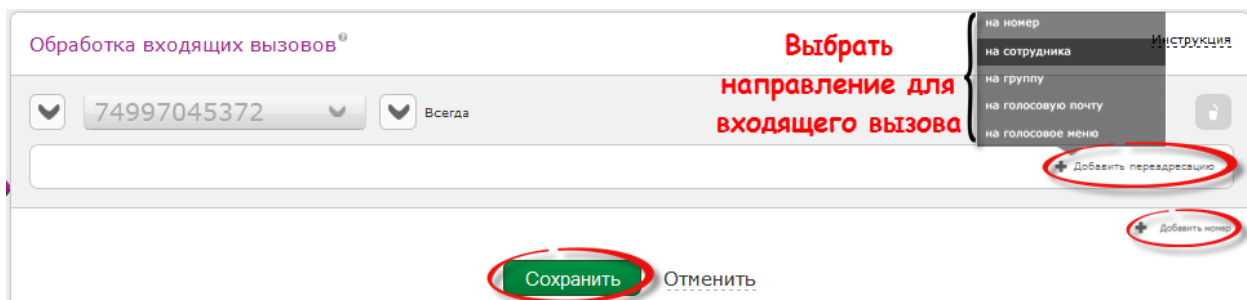 Обработка входящих вызовов?
Инструкция
Выбрать
направление для
входящего вызова
на номер
на сотрудника
на группу
на голосовую почту
на голосовое меню
74997045372
Всегда
Добавить переадресацию
Добавить номер
Сохранить
Отменить